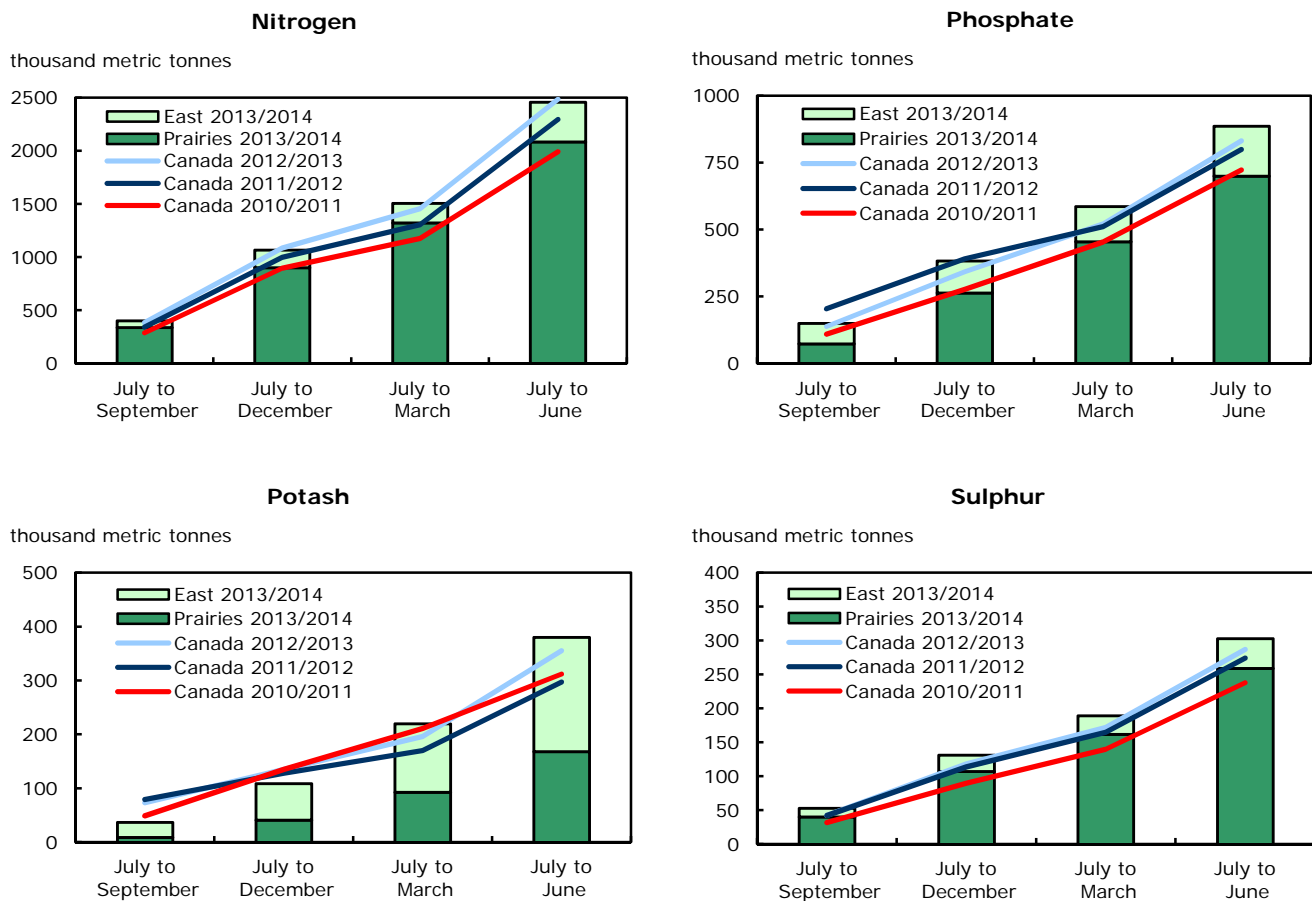 Nitrogen
thousand metric tonnes
2500
2000
1500
1000
500
0
East 2013/2014
Prairies 2013/2014
Canada 2012/2013
Canada 2011/2012
Canada 2010/2011
July to
September
July to
December
July to
March
July to
June
Phosphate
thousand metric tonnes
1000
750
500
250
0
East 2013/2014
Prairies 2013/2014
Canada 2012/2013
Canada 2011/2012
Canada 2010/2011
July to
September
July to
December
July to
March
July to
June
Potash
thousand metric tonnes
500
400
300
200
100
0
East 2013/2014
Prairies 2013/2014
Canada 2012/2013
Canada 2011/2012
Canada 2010/2011
July to
September
July to
December
July to
March
July to
June
Sulphur
thousand metric tonnes
400
350
300
250
200
150
100
50
0
East 2013/2014
Prairies 2013/2014
Canada 2012/2013
Canada 2011/2012
Canada 2010/2011
July to
September
July to
December
July to
March
July to
June